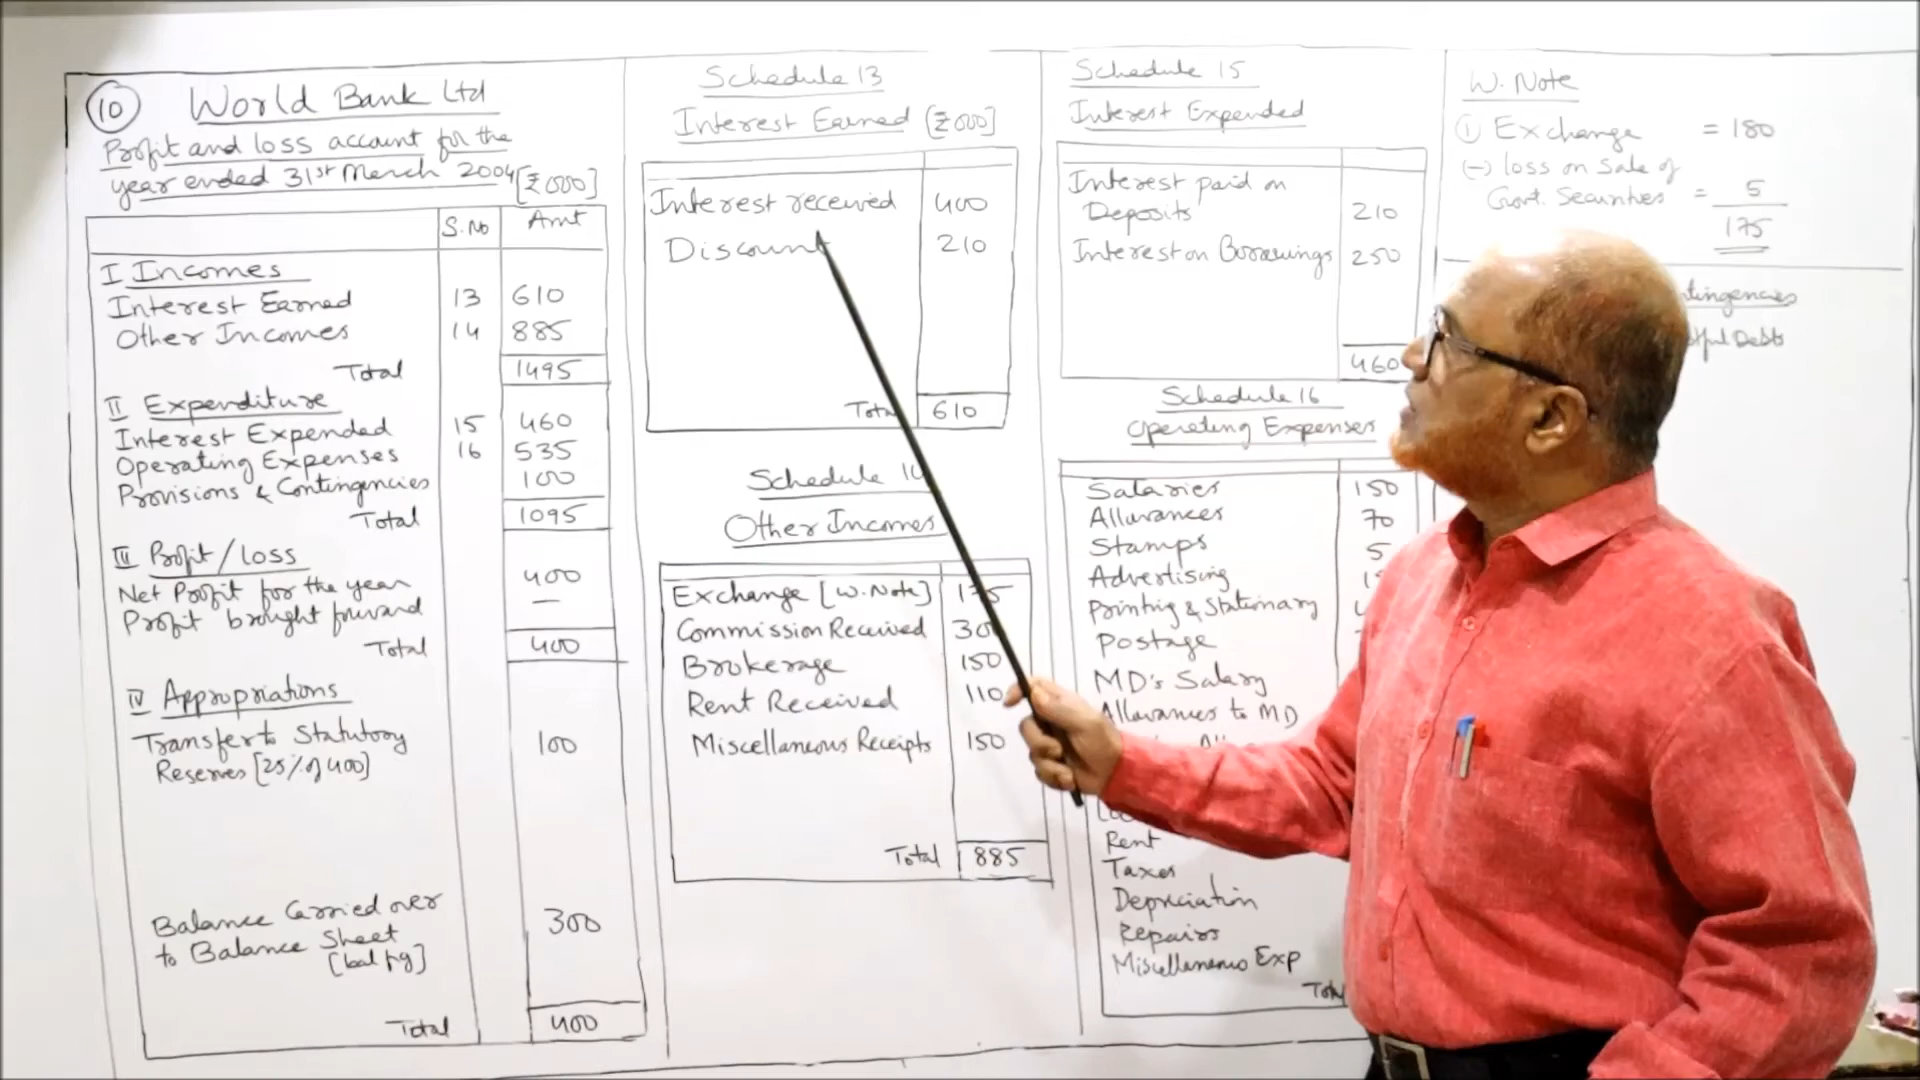 10 World Bank Ltd
Profit and loss account for the
year ended 31st March 2004 [₹000]
S.No Amt
I Incomes
Interest Earned 13 610
Other Incomes 14 885
Total 1495
II Expenditure
Interest Expended 15 460
Operating Expenses 16 535
Provisions & Contingencies 100
Total 1095
III Profit/loss
Net Profit for the year 400
Profit brought forward —
Total 400
IV Appropriations
Transfer to Statutory 100
Reserves [25% of 400]
Balance Carried over 300
to Balance Sheet
[bal fg]
Total 400
Schedule 13
Interest Earned [₹000]
Interest received 400
Discount 210
Total 610
Schedule
Other Incomes
Exchange [W.Note] 175
Commission Received 300
Brokerage 150
Rent Received 110
Miscellaneous Receipts 150
Total 885
Schedule 15
Interest Expended
Interest paid on
Deposits 210
Interest on Borrowings 250
460
Schedule 16
Operating Expenses
Salaries 150
Allowances 70
Stamps 5
Advertising
Printing & Stationary
Postage
MD's Salary
Allowances to MD
Rent
Taxes
Depreciation
Repairs
Miscellaneous Exp
W. Note
① Exchange = 180
(-) loss on Sale of
Govt. Securities = 5
175